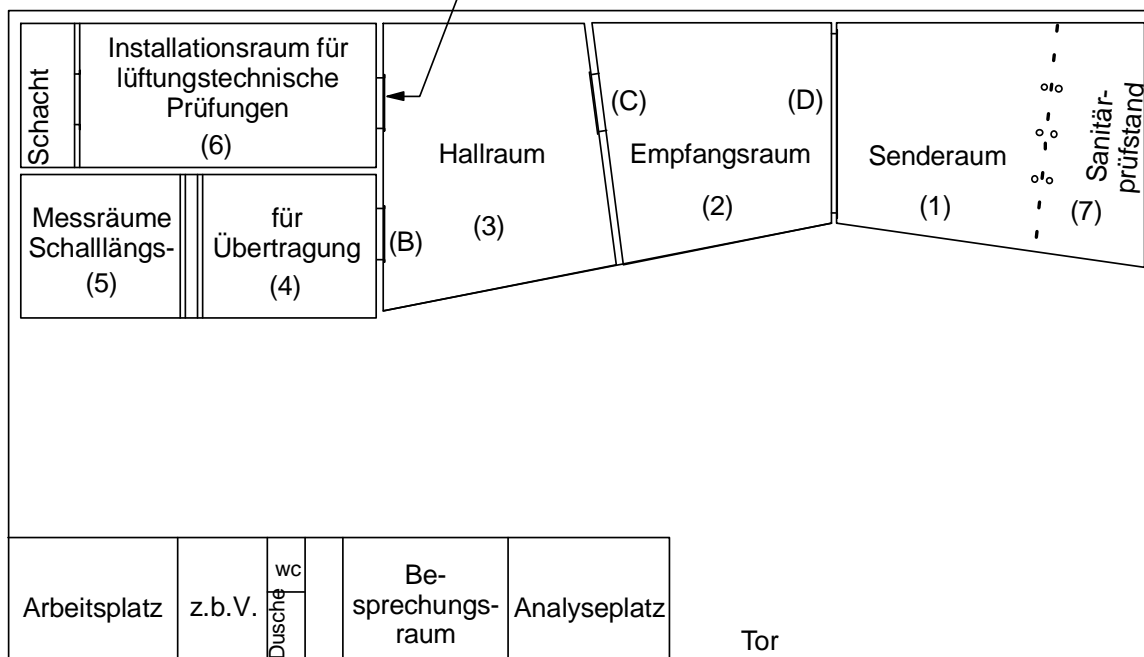 Schacht
Installationsraum für
lüftungstechnische
Prüfungen
(6)
Hallraum
(3)
(C)
Empfangsraum
(2)
(D)
Senderaum
(1)
Sanitär-
prüfstand
(7)
Messräume
Schalllängs-
(5)
für
Übertragung
(4)
(B)
Arbeitsplatz
z.b.V.
wc
Dusche
Be-
sprechungs-
raum
Analyseplatz
Tor